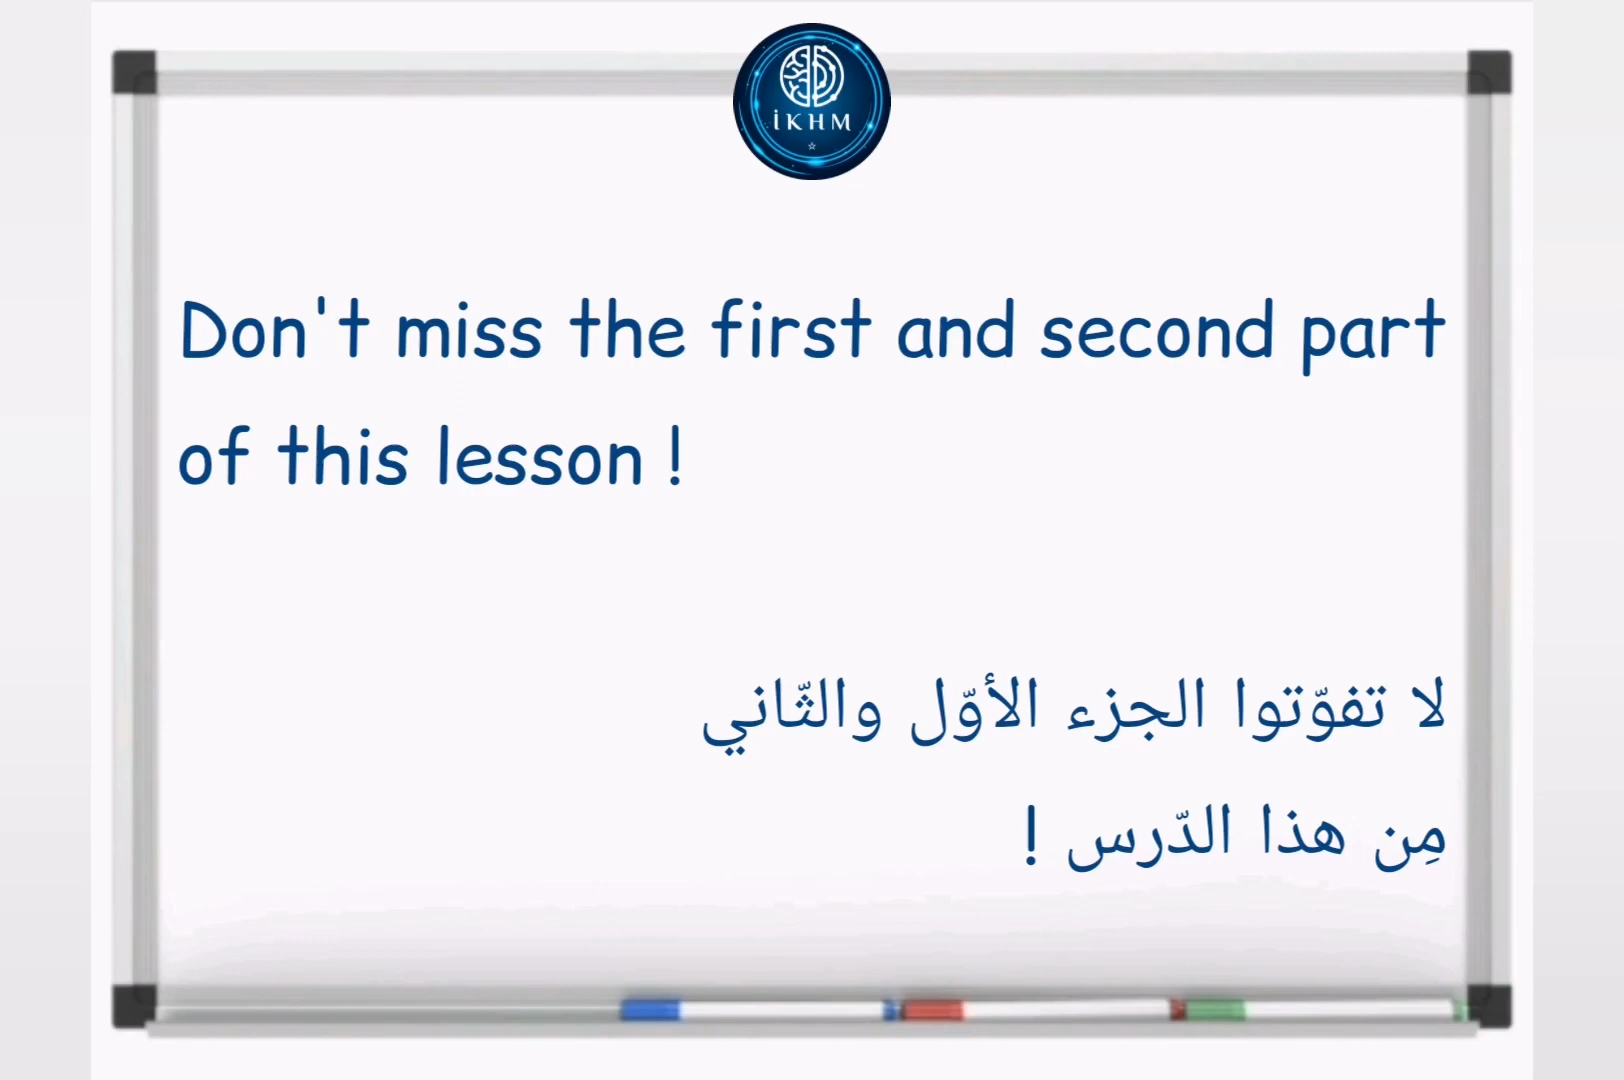 İKHM
Don't miss the first and second part
of this lesson !
لا تفوّتوا الجزء الأوّل والثّاني
مِن هذا الدّرس !